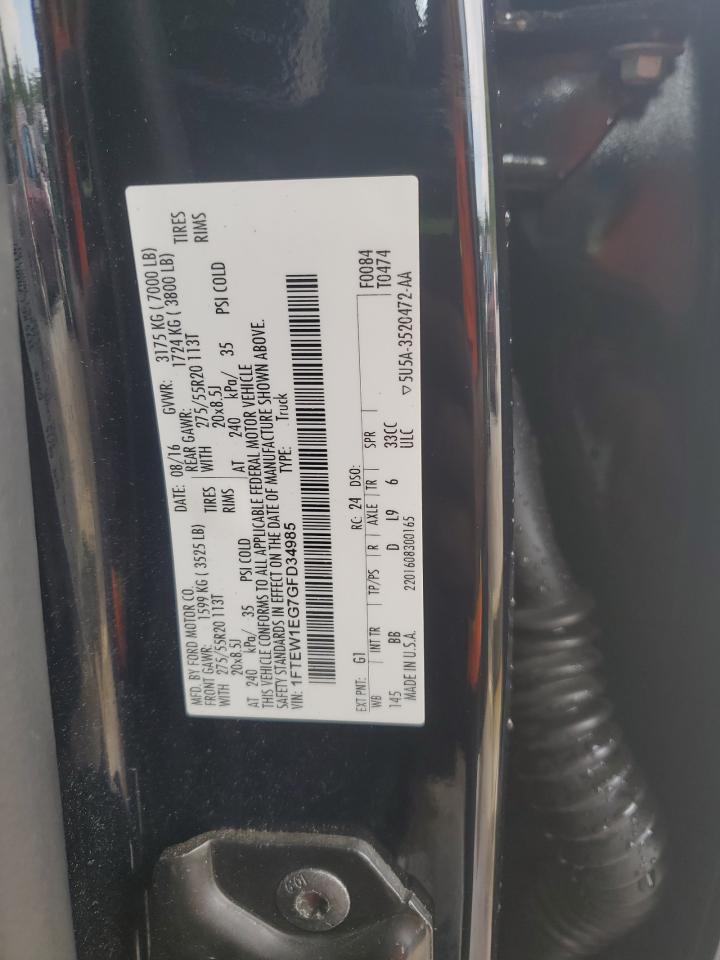 MFD. BY FORD MOTOR CO. DATE: 08/16 GVWR: 3175 KG ( 7000 LB)
FRONT GAWR: 1599 KG ( 3525 LB) REAR GAWR: 1724 KG ( 3800 LB)
WITH 275/55R20 113T TIRES WITH 275/55R20 113T TIRES
20x8.5J RIMS 20x8.5J RIMS
AT 240 kPa/ 35 PSI COLD AT 240 kPa/ 35 PSI COLD
THIS VEHICLE CONFORMS TO ALL APPLICABLE FEDERAL MOTOR VEHICLE
SAFETY STANDARDS IN EFFECT ON THE DATE OF MANUFACTURE SHOWN ABOVE.
VIN: 1FTEW1EG7GFD34985 TYPE: Truck
F0084
EXT PNT: G1 RC: 24 DSO: T0474
WB INT TR TP/PS R AXLE TR SPR
145 BB D L9 6 33CC
MADE IN U.S.A. 2201608300165 ULC ▽5U5A-3520472-AA